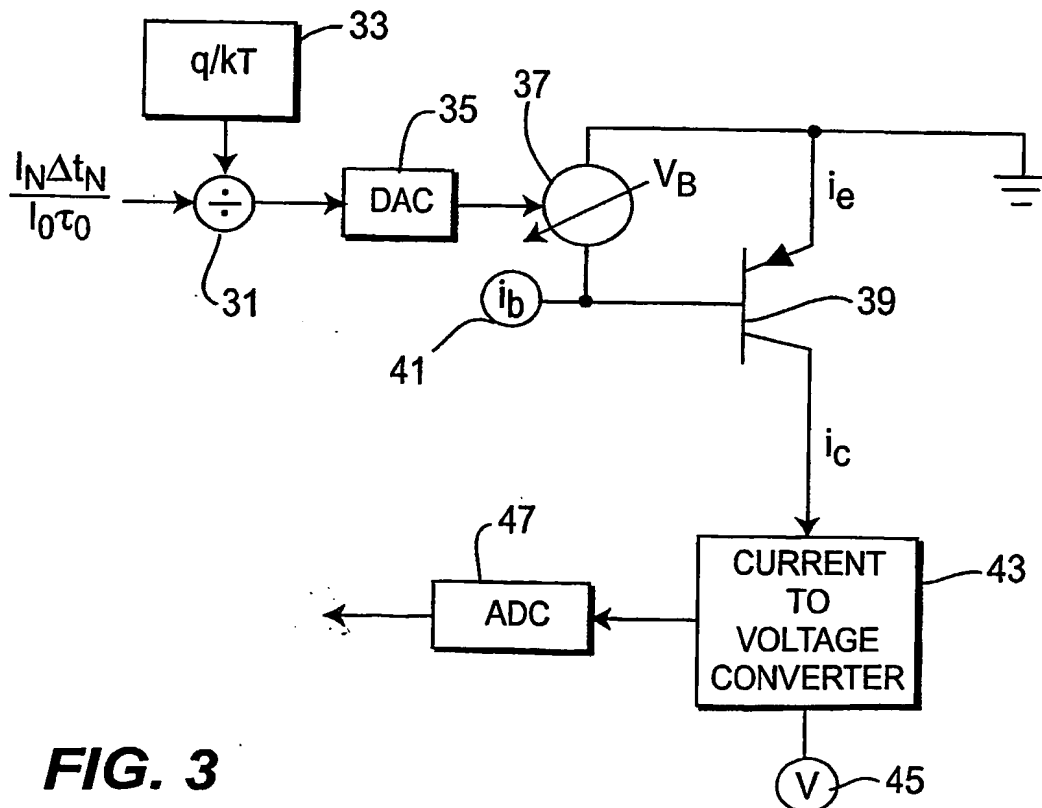 33
q/kT
37
35
I_NΔt_N
I_0τ_0
÷
DAC
V_B
i_e
31
i_b
39
41
i_c
47
CURRENT
TO
VOLTAGE
CONVERTER
43
ADC
FIG. 3
V
45